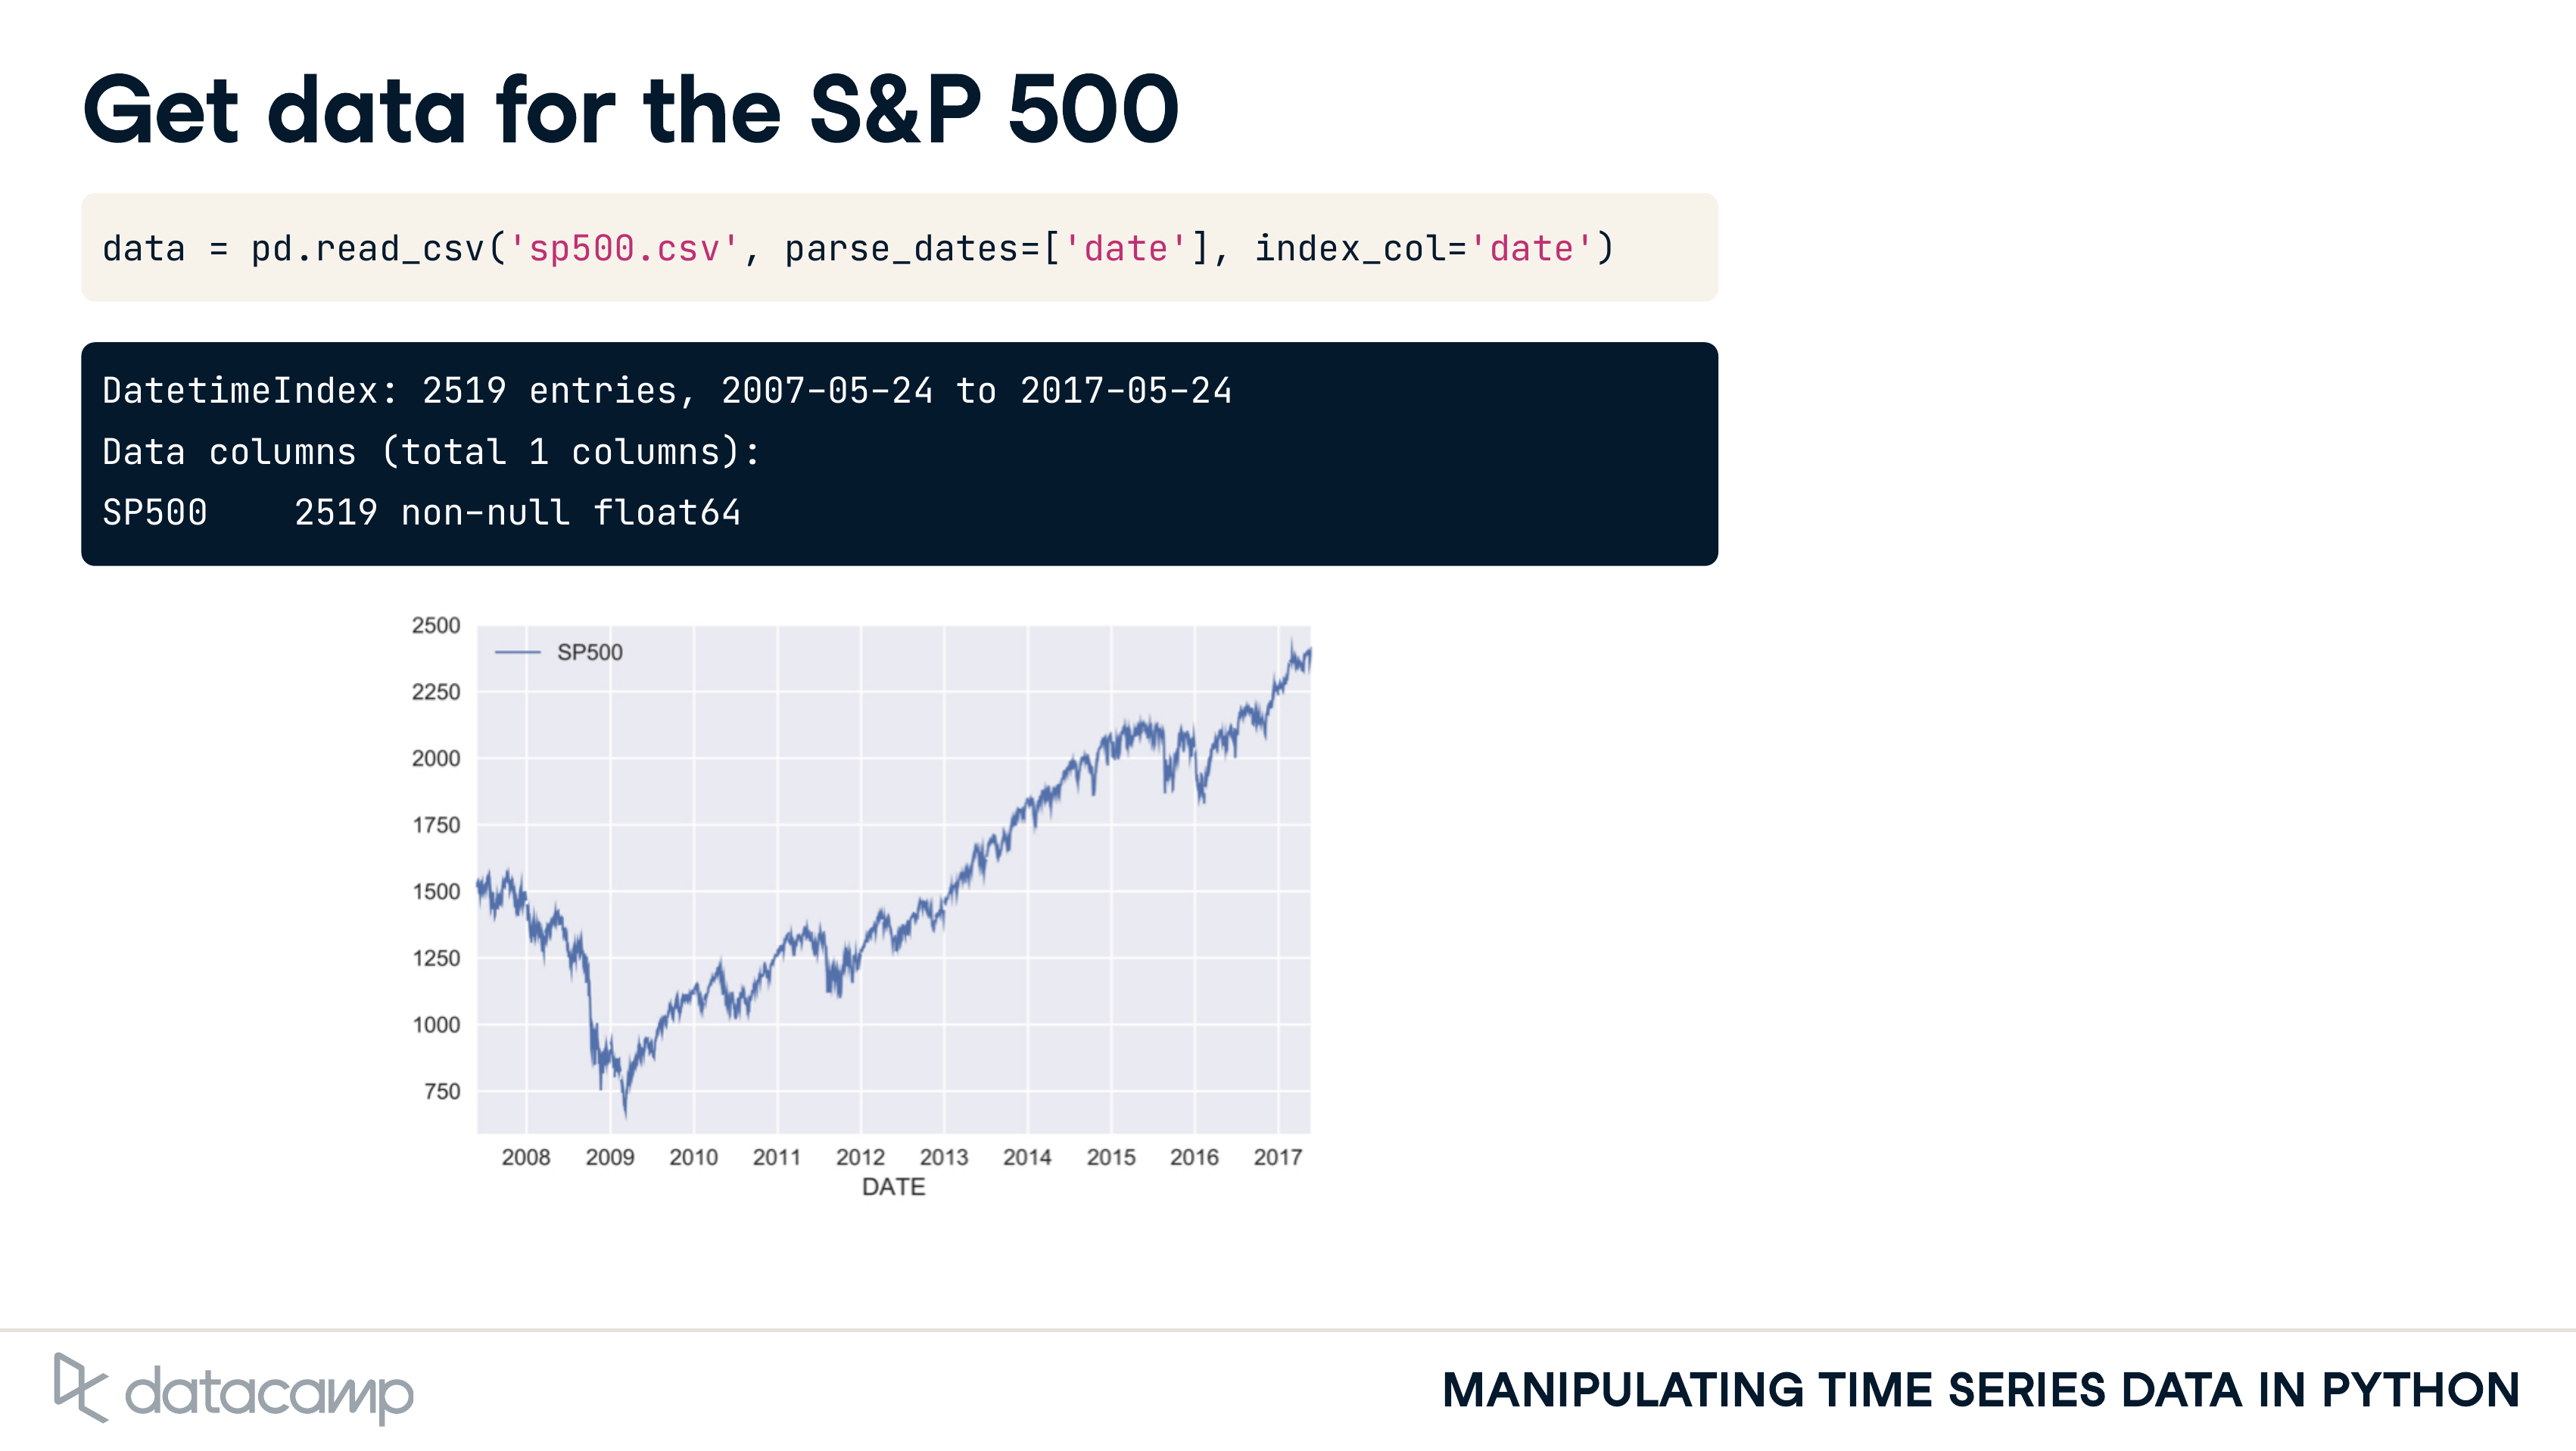 Get data for the S&P 500
data = pd.read_csv('sp500.csv', parse_dates=['date'], index_col='date')
DatetimeIndex: 2519 entries, 2007-05-24 to 2017-05-24
Data columns (total 1 columns):
SP500    2519 non-null float64
2500
SP500
2250
2000
1750
1500
1250
1000
750
2008 2009 2010 2011 2012 2013 2014 2015 2016 2017
DATE
datacamp
MANIPULATING TIME SERIES DATA IN PYTHON